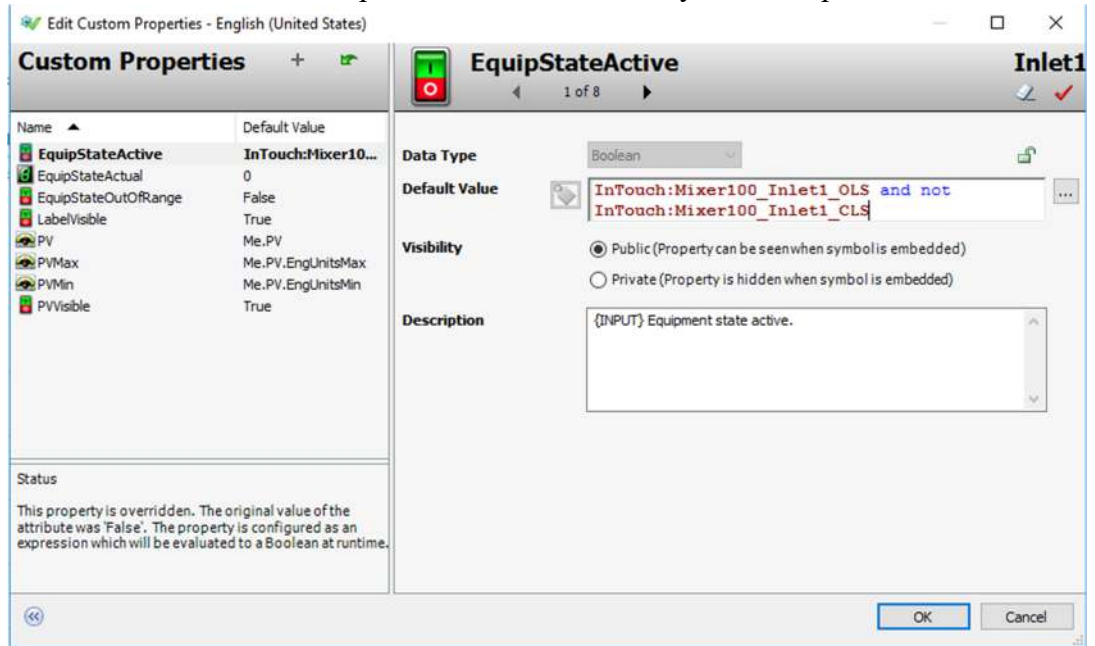 Edit Custom Properties - English (United States)
Custom Properties
EquipStateActive
Inlet1
1 of 8
Name
Default Value
EquipStateActive InTouch:Mixer10...
EquipStateActual 0
EquipStateOutOfRange False
LabelVisible True
PV Me.PV
PVMax Me.PV.EngUnitsMax
PVMin Me.PV.EngUnitsMin
PVVisible True
Data Type
Boolean
Default Value
InTouch:Mixer100_Inlet1_OLS and not
InTouch:Mixer100_Inlet1_CLS
...
Visibility
Public (Property can be seen when symbol is embedded)
Private (Property is hidden when symbol is embedded)
Description
{INPUT} Equipment state active.
Status
This property is overridden. The original value of the
attribute was 'False'. The property is configured as an
expression which will be evaluated to a Boolean at runtime.
OK
Cancel